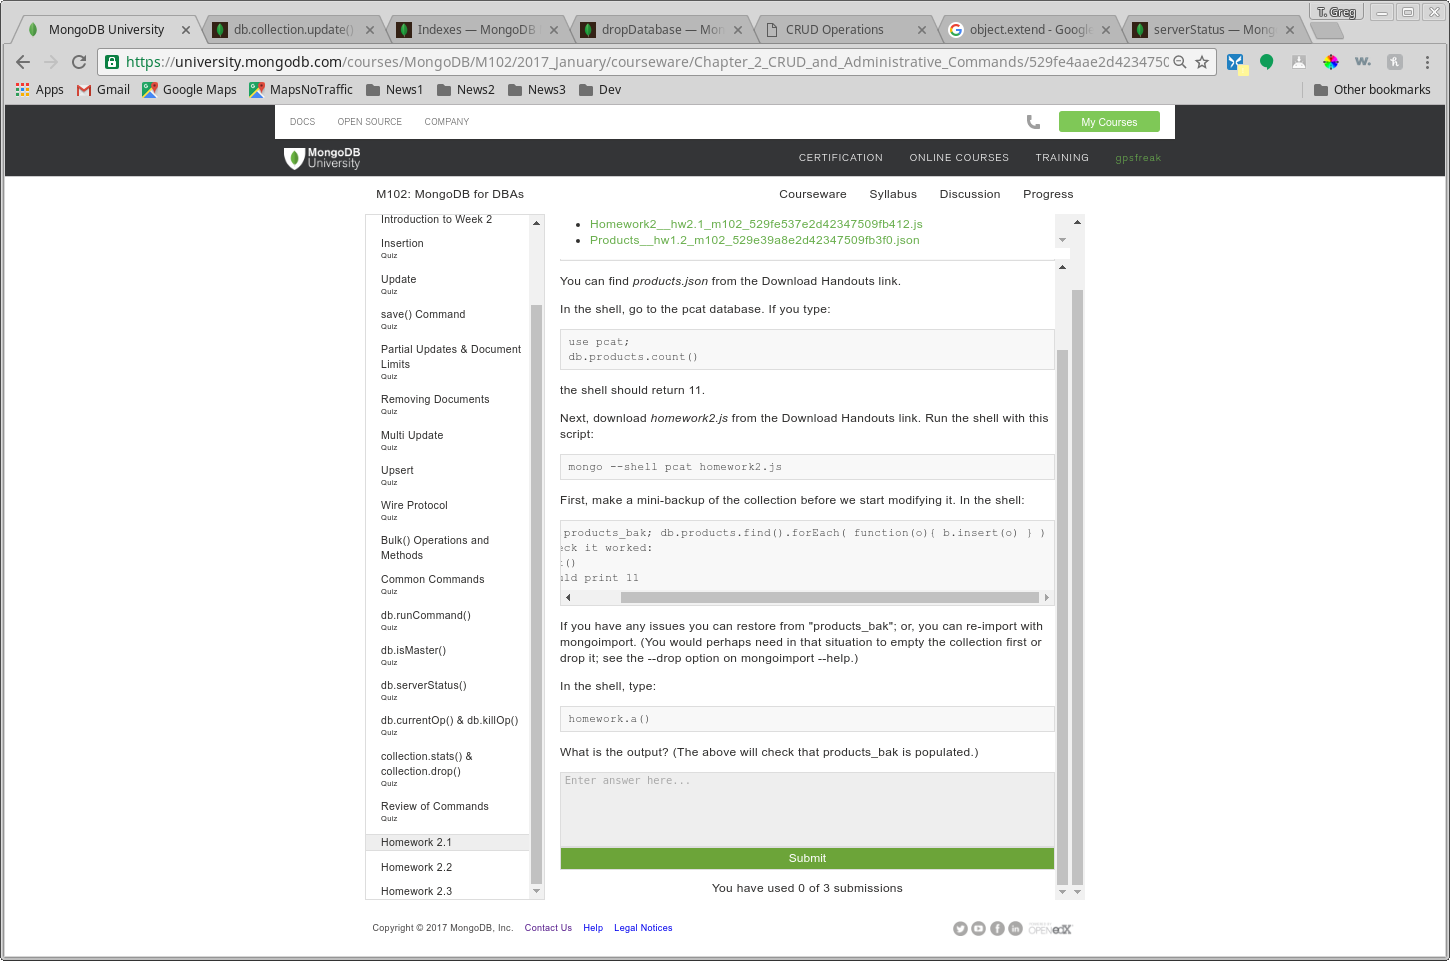 T. Greg
MongoDB University
db.collection.update()
Indexes — MongoDB
dropDatabase — Mon
CRUD Operations
object.extend - Google
serverStatus — Mong
https://university.mongodb.com/courses/MongoDB/M102/2017_January/courseware/Chapter_2_CRUD_and_Administrative_Commands/529fe4aae2d423475
Apps
Gmail
Google Maps
MapsNoTraffic
News1
News2
News3
Dev
Other bookmarks
DOCS
OPEN SOURCE
COMPANY
My Courses
MongoDB
University
CERTIFICATION
ONLINE COURSES
TRAINING
gpsfreak
M102: MongoDB for DBAs
Courseware
Syllabus
Discussion
Progress
Introduction to Week 2
Insertion
Quiz
Update
Quiz
save() Command
Quiz
Partial Updates & Document
Limits
Quiz
Removing Documents
Quiz
Multi Update
Quiz
Upsert
Quiz
Wire Protocol
Quiz
Bulk() Operations and
Methods
Common Commands
Quiz
db.runCommand()
Quiz
db.isMaster()
Quiz
db.serverStatus()
Quiz
db.currentOp() & db.killOp()
Quiz
collection.stats() &
collection.drop()
Quiz
Review of Commands
Quiz
Homework 2.1
Homework 2.2
Homework 2.3
• Homework2__hw2.1_m102_529fe537e2d42347509fb412.js
• Products__hw1.2_m102_529e39a8e2d42347509fb3f0.json
You can find products.json from the Download Handouts link.
In the shell, go to the pcat database. If you type:
use pcat;
db.products.count()
the shell should return 11.
Next, download homework2.js from the Download Handouts link. Run the shell with this
script:
mongo --shell pcat homework2.js
First, make a mini-backup of the collection before we start modifying it. In the shell:
products_bak; db.products.find().forEach( function(o){ b.insert(o) } )
ck it worked:
()
ld print 11
If you have any issues you can restore from "products_bak"; or, you can re-import with
mongoimport. (You would perhaps need in that situation to empty the collection first or
drop it; see the --drop option on mongoimport --help.)
In the shell, type:
homework.a()
What is the output? (The above will check that products_bak is populated.)
Enter answer here...
Submit
You have used 0 of 3 submissions
Copyright © 2017 MongoDB, Inc.
Contact Us
Help
Legal Notices
OPEN edX